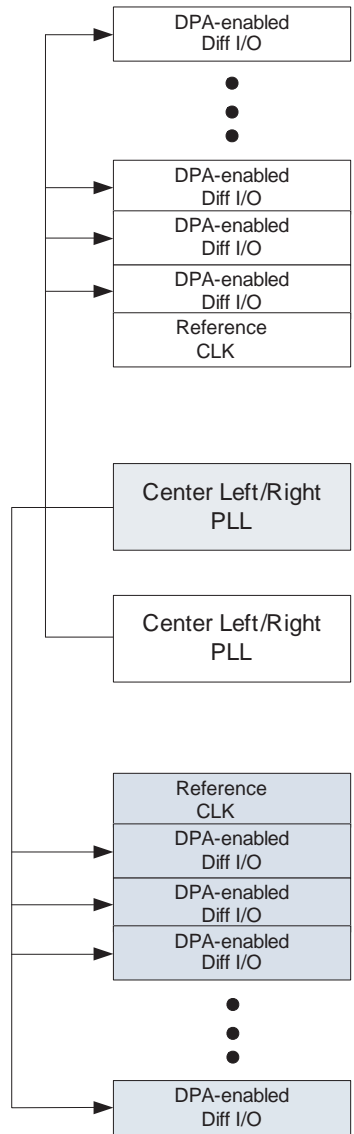 DPA-enabled
Diff I/O
DPA-enabled
Diff I/O
DPA-enabled
Diff I/O
DPA-enabled
Diff I/O
Reference
CLK
Center Left/Right
PLL
Center Left/Right
PLL
Reference
CLK
DPA-enabled
Diff I/O
DPA-enabled
Diff I/O
DPA-enabled
Diff I/O
DPA-enabled
Diff I/O